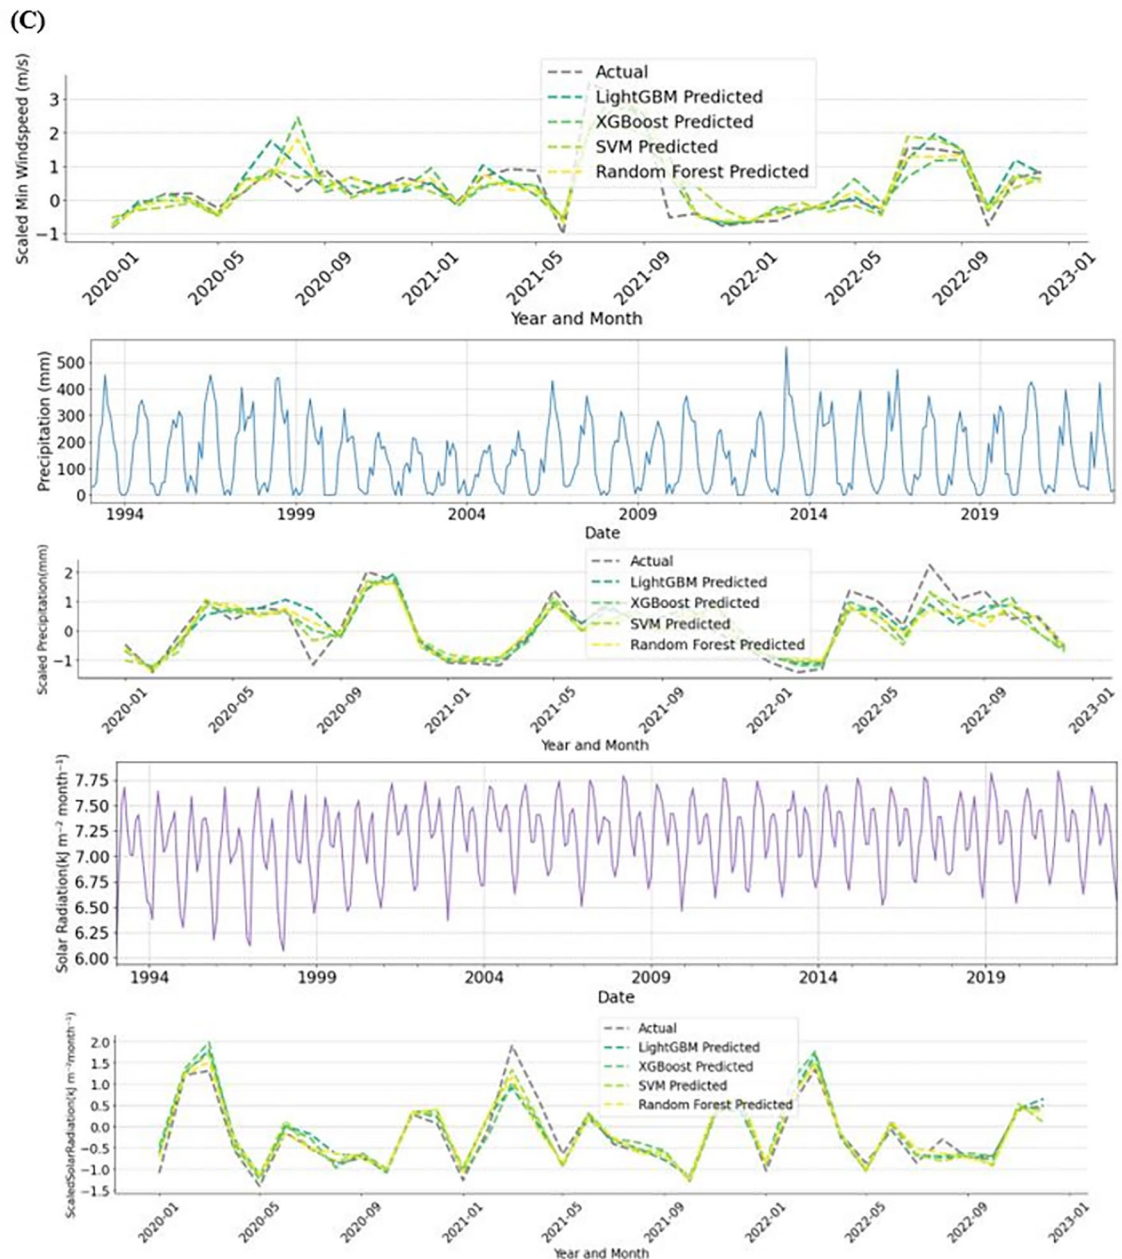 (C)
Scaled Min Windspeed (m/s)
3
2
1
0
−1
Actual
LightGBM Predicted
XGBoost Predicted
SVM Predicted
Random Forest Predicted
2020-01
2020-05
2020-09
2021-01
2021-05
2021-09
2022-01
2022-05
2022-09
2023-01
Year and Month
Precipitation (mm)
500
400
300
200
100
0
1994
1999
2004
2009
2014
2019
Date
Scaled Precipitation(mm)
2
1
0
−1
Actual
LightGBM Predicted
XGBoost Predicted
SVM Predicted
Random Forest Predicted
2020-01
2020-05
2020-09
2021-01
2021-05
2021-09
2022-01
2022-05
2022-09
2023-01
Year and Month
Solar Radiation(kJ m⁻² month⁻¹)
7.75
7.50
7.25
7.00
6.75
6.50
6.25
6.00
1994
1999
2004
2009
2014
2019
Date
ScaledSolarRadiation(kJ m⁻²month⁻¹)
2.0
1.5
1.0
0.5
0.0
−0.5
−1.0
−1.5
Actual
LightGBM Predicted
XGBoost Predicted
SVM Predicted
Random Forest Predicted
2020-01
2020-05
2020-09
2021-01
2021-05
2021-09
2022-01
2022-05
2022-09
2023-01
Year and Month